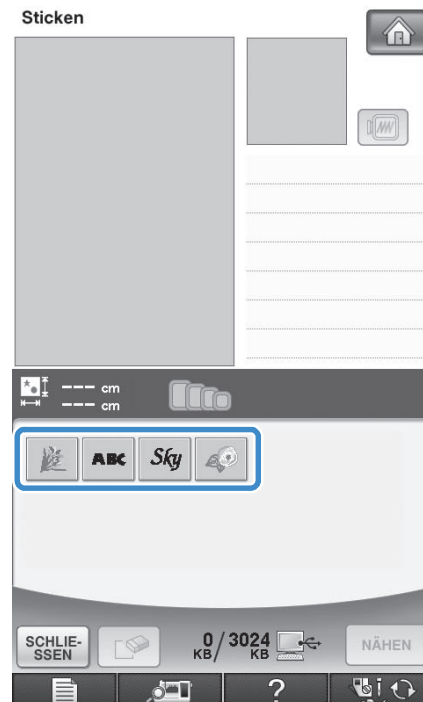 Sticken
--- cm
--- cm
ABC Sky
SCHLIE-
SSEN
0/3024
KB KB
NÄHEN
?
i